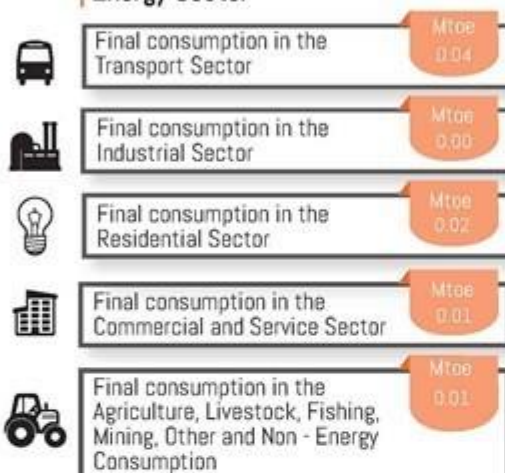 Energy Sector
Final consumption in the
Transport Sector
Mtoe
0.04
Final consumption in the
Industrial Sector
Mtoe
0.00
Final consumption in the
Residential Sector
Mtoe
0.02
Final consumption in the
Commercial and Service Sector
Mtoe
0.01
Final consumption in the
Agriculture, Livestock, Fishing,
Mining, Other and Non - Energy
Consumption
Mtoe
0.01